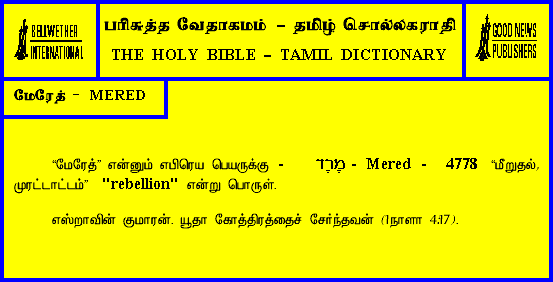 BELLWETHER
INTERNATIONAL
பரிசுத்த வேதாகமம் – தமிழ் சொல்லகராதி
THE HOLY BIBLE – TAMIL DICTIONARY
GOOD NEWS
PUBLISHERS
மேரேத் - MERED
“மேரேத்” என்னும் எபிரெய பெயருக்கு - מֶרֶד - Mered - 4778 “மீறுதல்,
முரட்டாட்டம்” "rebellion" என்று பொருள்.
எஸ்றாவின் குமாரன். யூதா கோத்திரத்தைச் சேர்ந்தவன் (1நாளா 4:17).